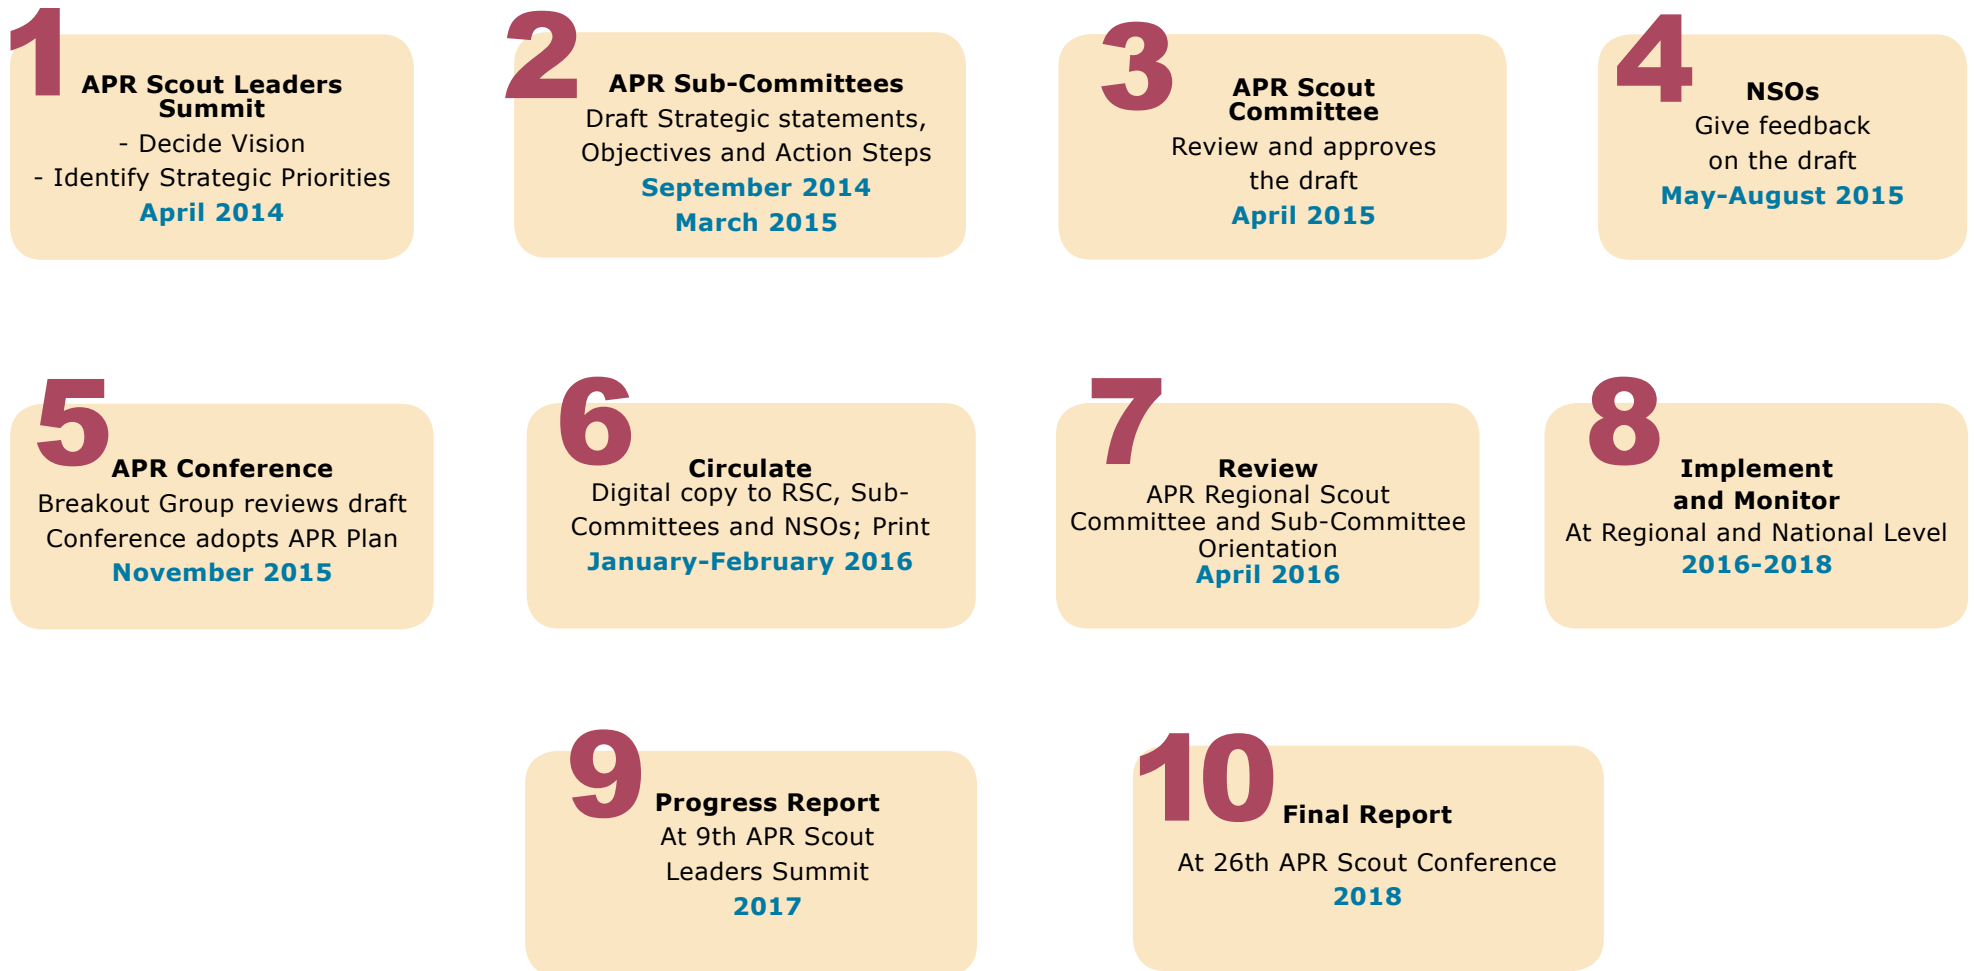 1
APR Scout Leaders
Summit
- Decide Vision
- Identify Strategic Priorities
April 2014
2
APR Sub-Committees
Draft Strategic statements,
Objectives and Action Steps
September 2014
March 2015
3
APR Scout
Committee
Review and approves
the draft
April 2015
4
NSOs
Give feedback
on the draft
May-August 2015
5
APR Conference
Breakout Group reviews draft
Conference adopts APR Plan
November 2015
6
Circulate
Digital copy to RSC, Sub-
Committees and NSOs; Print
January-February 2016
7
Review
APR Regional Scout
Committee and Sub-Committee
Orientation
April 2016
8
Implement
and Monitor
At Regional and National Level
2016-2018
9
Progress Report
At 9th APR Scout
Leaders Summit
2017
10
Final Report
At 26th APR Scout Conference
2018